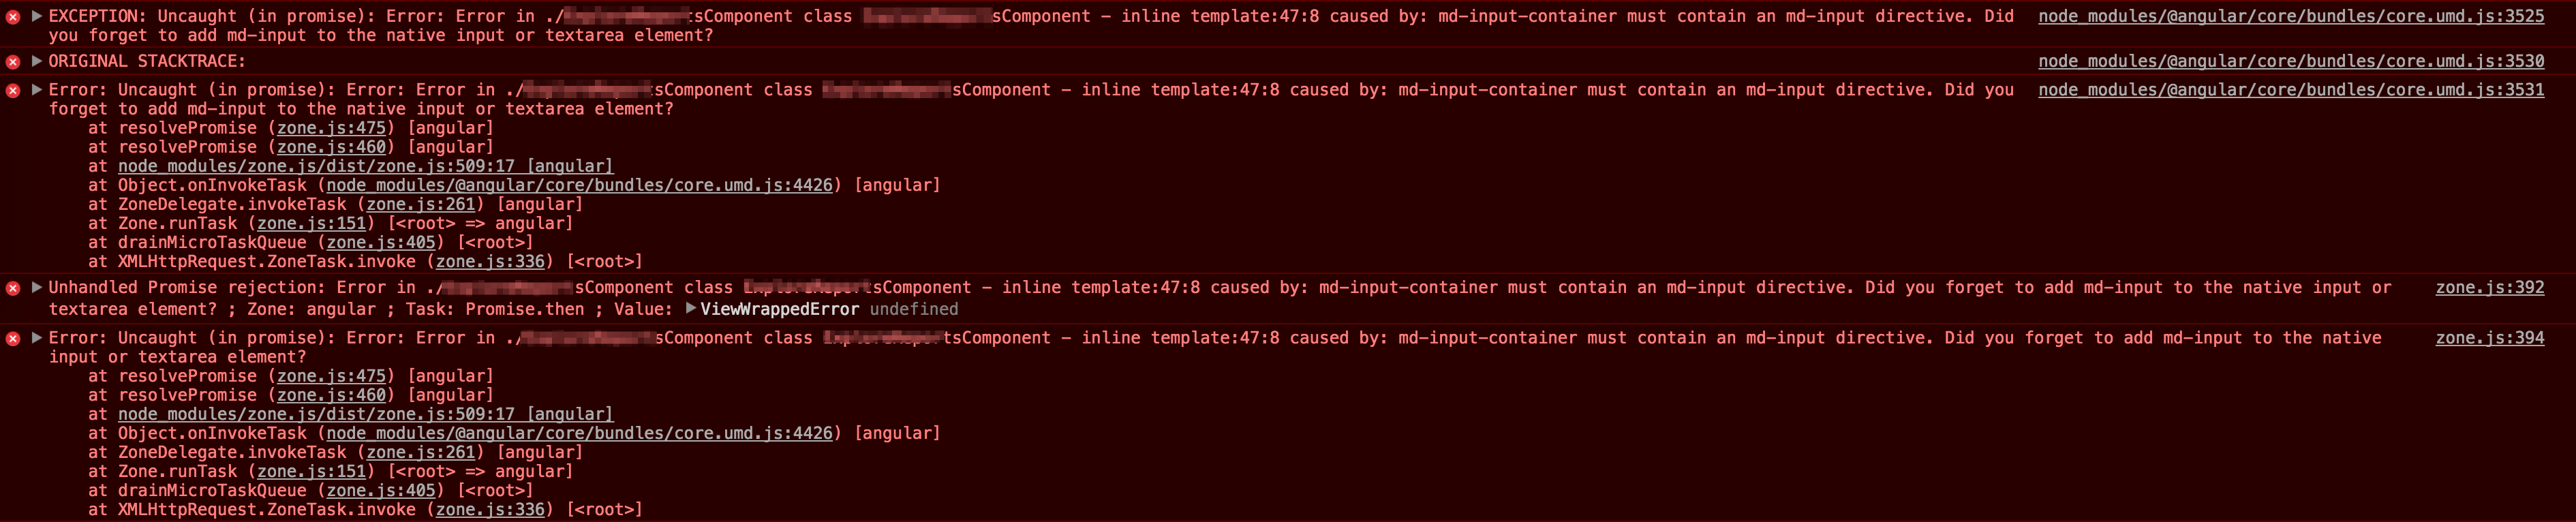 EXCEPTION: Uncaught (in promise): Error: Error in ./ sComponent class sComponent – inline template:47:8 caused by: md-input-container must contain an md-input directive. Did node_modules/@angular/core/bundles/core.umd.js:3525
you forget to add md-input to the native input or textarea element?
ORIGINAL STACKTRACE: node_modules/@angular/core/bundles/core.umd.js:3530
Error: Uncaught (in promise): Error: Error in ./ sComponent class sComponent – inline template:47:8 caused by: md-input-container must contain an md-input directive. Did you node_modules/@angular/core/bundles/core.umd.js:3531
forget to add md-input to the native input or textarea element?
at resolvePromise (zone.js:475) [angular]
at resolvePromise (zone.js:460) [angular]
at node_modules/zone.js/dist/zone.js:509:17 [angular]
at Object.onInvokeTask (node_modules/@angular/core/bundles/core.umd.js:4426) [angular]
at ZoneDelegate.invokeTask (zone.js:261) [angular]
at Zone.runTask (zone.js:151) [<root> => angular]
at drainMicroTaskQueue (zone.js:405) [<root>]
at XMLHttpRequest.ZoneTask.invoke (zone.js:336) [<root>]
Unhandled Promise rejection: Error in ./ sComponent class tsComponent – inline template:47:8 caused by: md-input-container must contain an md-input directive. Did you forget to add md-input to the native input or zone.js:392
textarea element? ; Zone: angular ; Task: Promise.then ; Value: ViewWrappedError undefined
Error: Uncaught (in promise): Error: Error in ./ sComponent class tsComponent – inline template:47:8 caused by: md-input-container must contain an md-input directive. Did you forget to add md-input to the native zone.js:394
input or textarea element?
at resolvePromise (zone.js:475) [angular]
at resolvePromise (zone.js:460) [angular]
at node_modules/zone.js/dist/zone.js:509:17 [angular]
at Object.onInvokeTask (node_modules/@angular/core/bundles/core.umd.js:4426) [angular]
at ZoneDelegate.invokeTask (zone.js:261) [angular]
at Zone.runTask (zone.js:151) [<root> => angular]
at drainMicroTaskQueue (zone.js:405) [<root>]
at XMLHttpRequest.ZoneTask.invoke (zone.js:336) [<root>]